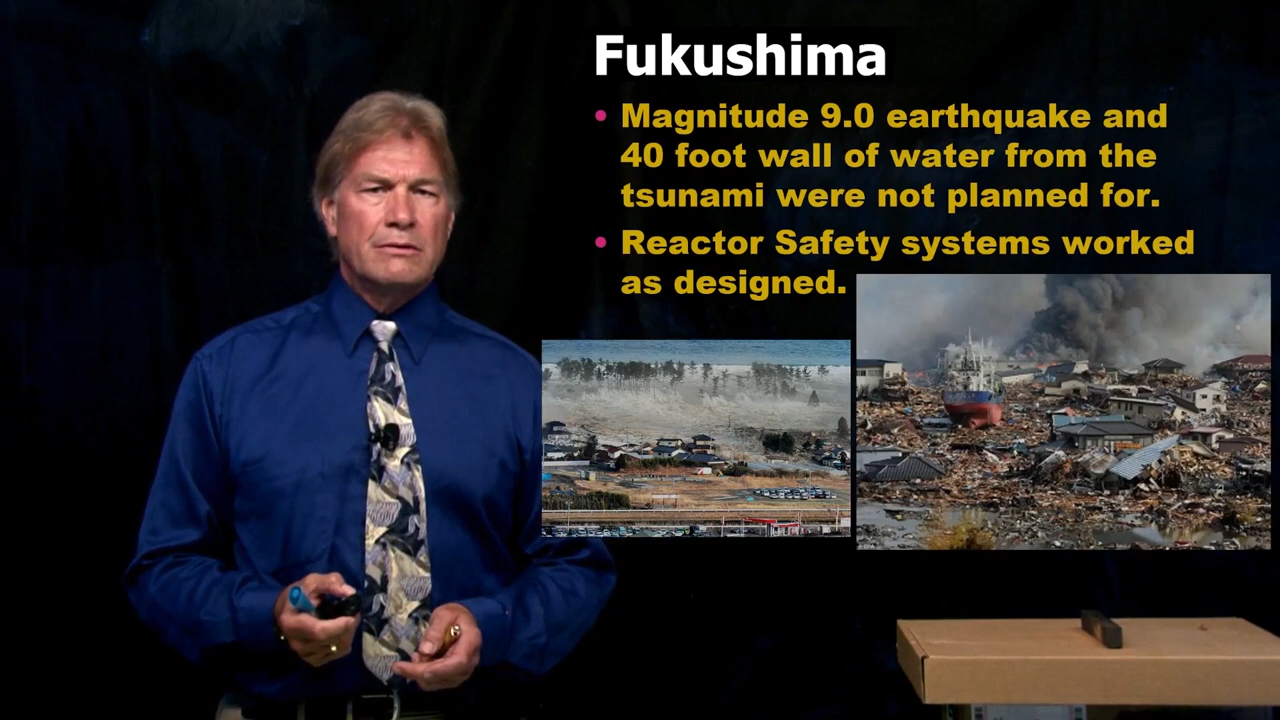 Fukushima
• Magnitude 9.0 earthquake and
40 foot wall of water from the
tsunami were not planned for.
• Reactor Safety systems worked
as designed.